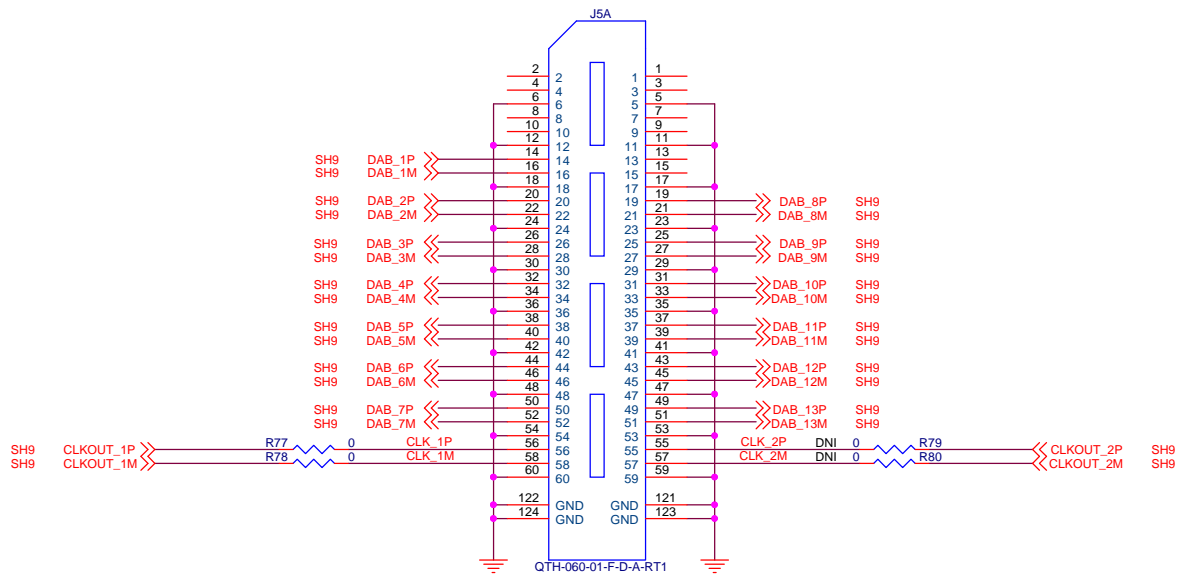 J5A
2 2 1 1
4 4 3 3
6 6 5 5
8 8 7 7
10 10 9 9
12 12 11 11
SH9 DAB_1P 14 14 13 13
SH9 DAB_1M 16 16 15 15
18 18 17 17
SH9 DAB_2P 20 20 19 19 DAB_8P SH9
SH9 DAB_2M 22 22 21 21 DAB_8M SH9
24 24 23 23
SH9 DAB_3P 26 26 25 25 DAB_9P SH9
SH9 DAB_3M 28 28 27 27 DAB_9M SH9
30 30 29 29
SH9 DAB_4P 32 32 31 31 DAB_10P SH9
SH9 DAB_4M 34 34 33 33 DAB_10M SH9
36 36 35 35
SH9 DAB_5P 38 38 37 37 DAB_11P SH9
SH9 DAB_5M 40 40 39 39 DAB_11M SH9
42 42 41 41
SH9 DAB_6P 44 44 43 43 DAB_12P SH9
SH9 DAB_6M 46 46 45 45 DAB_12M SH9
48 48 47 47
SH9 DAB_7P 50 50 49 49 DAB_13P SH9
SH9 DAB_7M 52 52 51 51 DAB_13M SH9
54 54 53 53
SH9 CLKOUT_1P R77 0 CLK_1P 56 56 55 55 CLK_2P DNI 0 R79 CLKOUT_2P SH9
SH9 CLKOUT_1M R78 0 CLK_1M 58 58 57 57 CLK_2M DNI 0 R80 CLKOUT_2M SH9
60 60 59 59
122 GND GND 121
124 GND GND 123
QTH-060-01-F-D-A-RT1